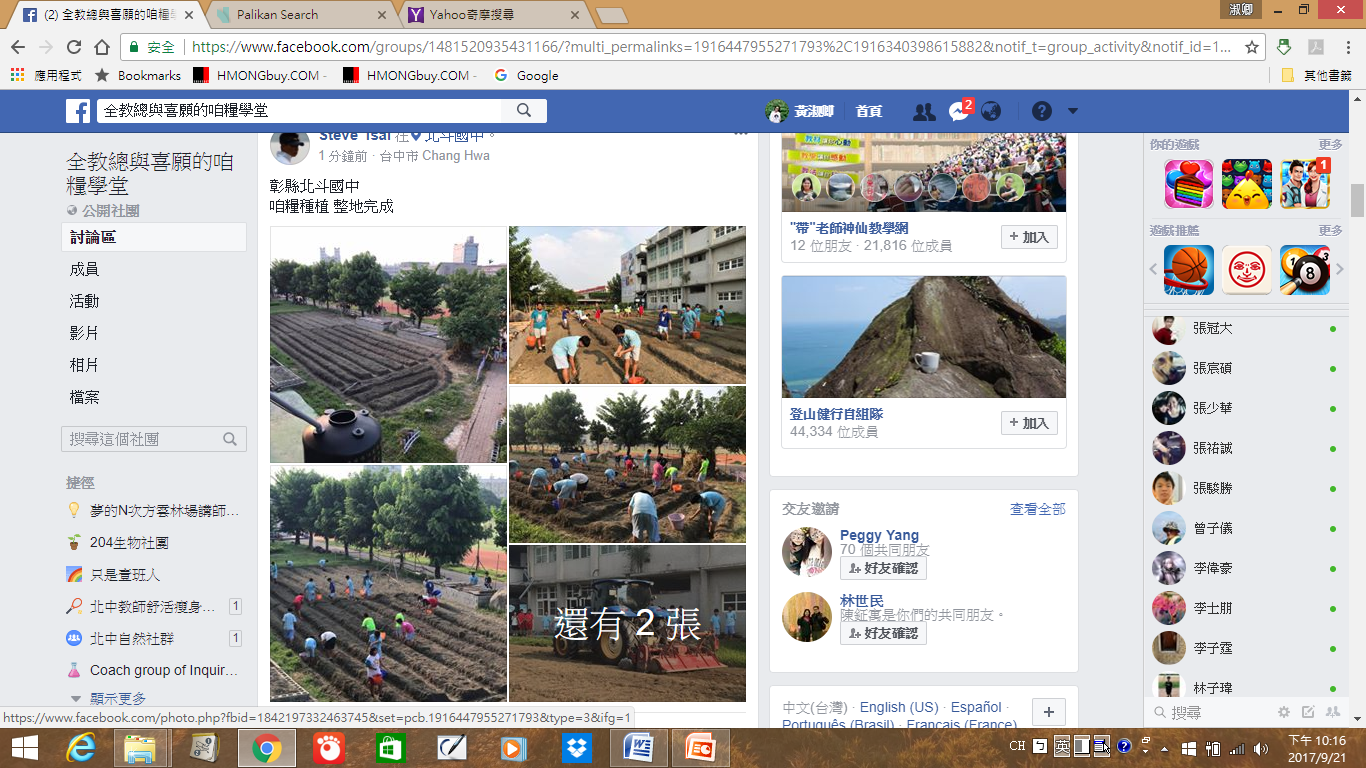 (2) 全教總與喜願的咱糧學
Palikan Search
Yahoo奇摩搜尋
淑卿
安全
https://www.facebook.com/groups/1481520935431166/?multi_permalinks=1916447955271793%2C1916340398615882&notif_t=group_activity&notif_id=1...
應用程式
Bookmarks
HMONGbuy.COM -
HMONGbuy.COM -
Google
其他書籤
全教總與喜願的咱糧學堂
黃淑卿
首頁
2
全教總與喜願的咱
糧學堂
公開社團
討論區
成員
活動
影片
相片
檔案
搜尋這個社團
捷徑
夢的N次方雲林場講師...
204生物社團
只是壹班人
北中教師舒活瘦身... 1
北中自然社群 1
Coach group of Inquir...
顯示更多
Steve Tsai 在 北斗國中。
1 分鐘前 · 台中市 Chang Hwa
彰縣北斗國中
咱糧種植 整地完成
還有 2 張
"帶"老師神仙教學網
12 位朋友 · 21,816 位成員
+ 加入
登山健行自組隊
44,334 位成員
+ 加入
交友邀請
查看全部
Peggy Yang
70 個共同朋友
好友確認
林世民
陳紝寓是你們的共同朋友。
好友確認
中文(台灣) · English (US) · Español ·
Português (Brasil) · Français (France)
你的遊戲
更多
1
遊戲推薦
更多
張冠大
張宸碩
張少華
張祐誠
張駿勝
曾子儀
李偉豪
李士朋
李子霆
林子瑋
搜尋
https://www.facebook.com/photo.php?fbid=1842197332463745&set=pcb.1916447955271793&type=3&ifg=1
CH
英
下午 10:16
2017/9/21